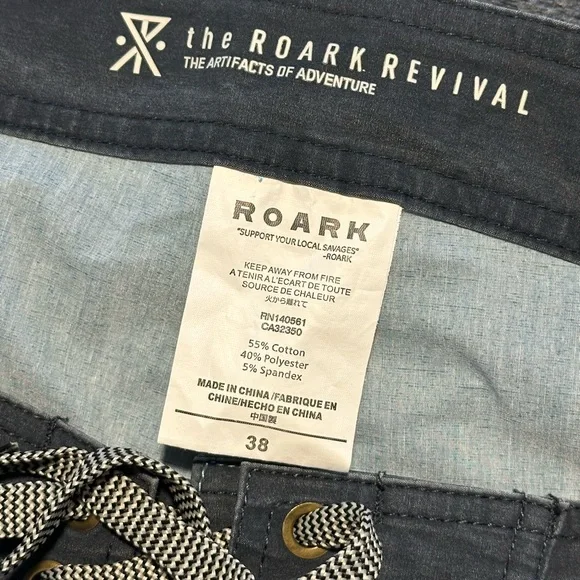 the ROARK REVIVAL
THE ARTIFACTS OF ADVENTURE
ROARK
"SUPPORT YOUR LOCAL SAVAGES"
-ROARK
KEEP AWAY FROM FIRE
A TENIR A L'ECART DE TOUTE
SOURCE DE CHALEUR
火から離れて
RN140561
CA32350
55% Cotton
40% Polyester
5% Spandex
MADE IN CHINA /FABRIQUE EN
CHINE/HECHO EN CHINA
中国製
38